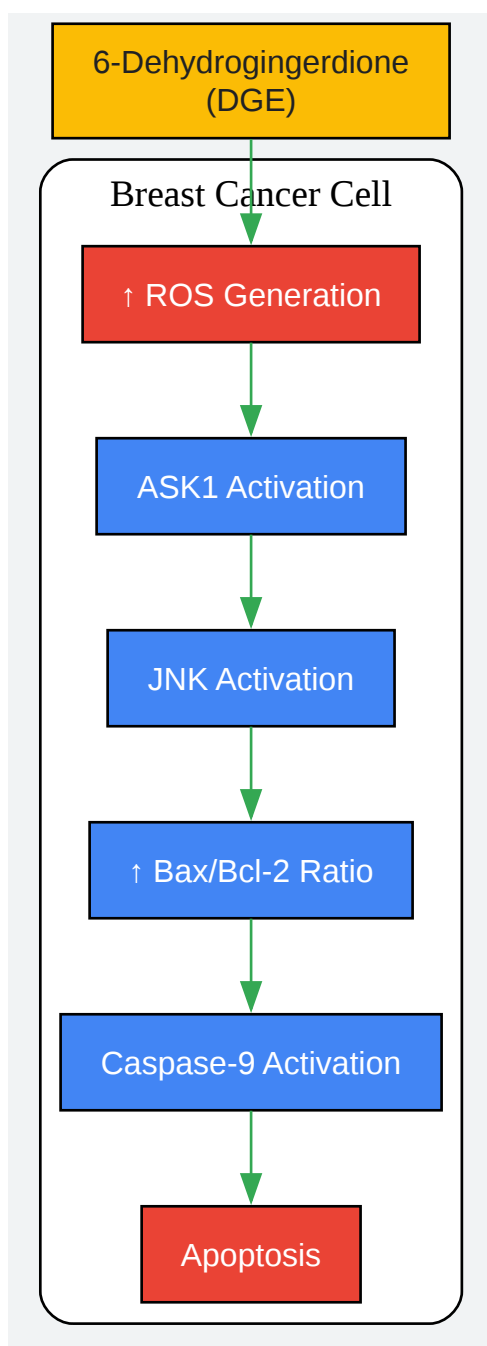 6-Dehydrogingerdione
(DGE)
Breast Cancer Cell
↑ ROS Generation
ASK1 Activation
JNK Activation
↑ Bax/Bcl-2 Ratio
Caspase-9 Activation
Apoptosis